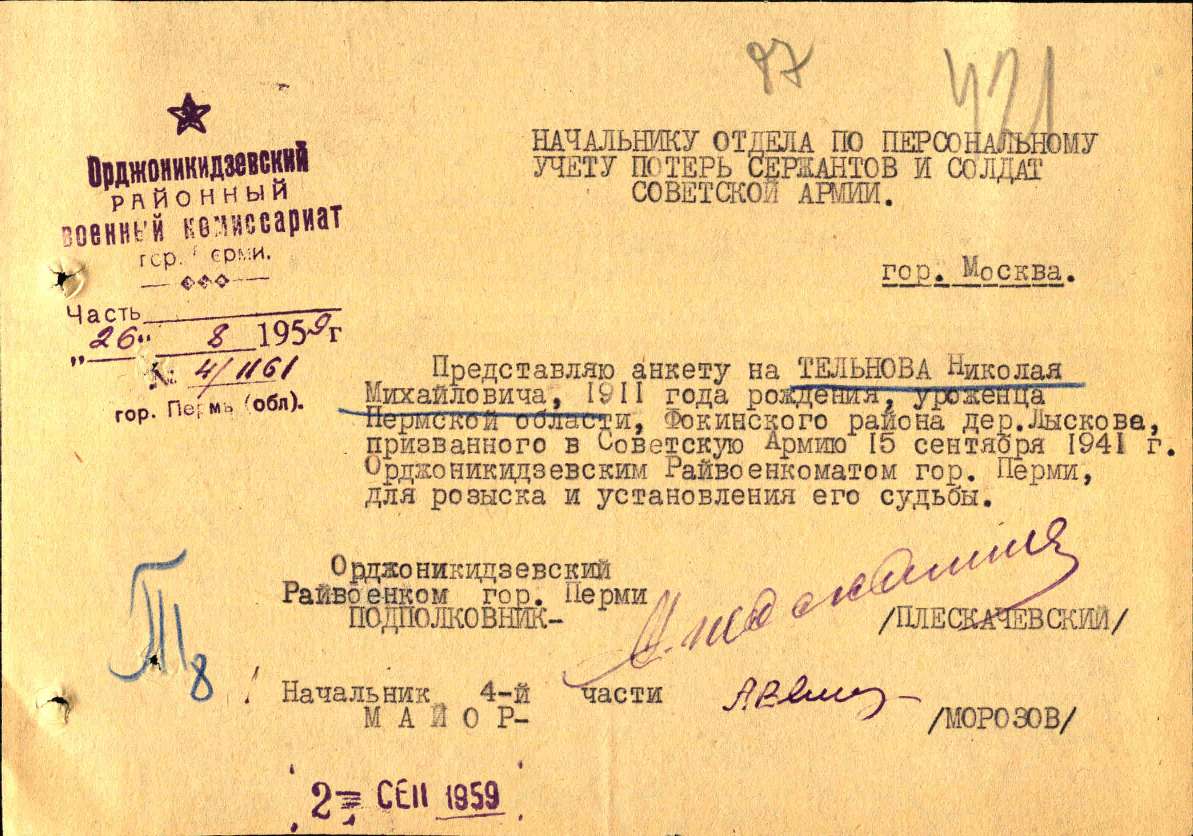 97
421
Орджоникидзевский
РАЙОННЫЙ
военный комиссариат
гор. Перми.
Часть
"26" 8 1959 г
№ 4/1161
гор. Пермь (обл).
НАЧАЛЬНИКУ ОТДЕЛА ПО ПЕРСОНАЛЬНОМУ
УЧЕТУ ПОТЕРЬ СЕРЖАНТОВ И СОЛДАТ
СОВЕТСКОЙ АРМИИ.
гор. Москва.
Представляю анкету на ТЕЛЬНОВА Николая
Михайловича, 1911 года рождения, уроженца
Пермской области, Фокинского района дер.Лыскова,
призванного в Советскую Армию 15 сентября 1941 г.
Орджоникидзевским Райвоенкоматом гор. Перми,
для розыска и установления его судьбы.
Орджоникидзевский
Райвоенком гор. Перми
ПОДПОЛКОВНИК-
/ПЛЕСКАЧЕВСКИЙ/
Начальник 4-й части
МАЙОР-
/МОРОЗОВ/
СЕП 1959